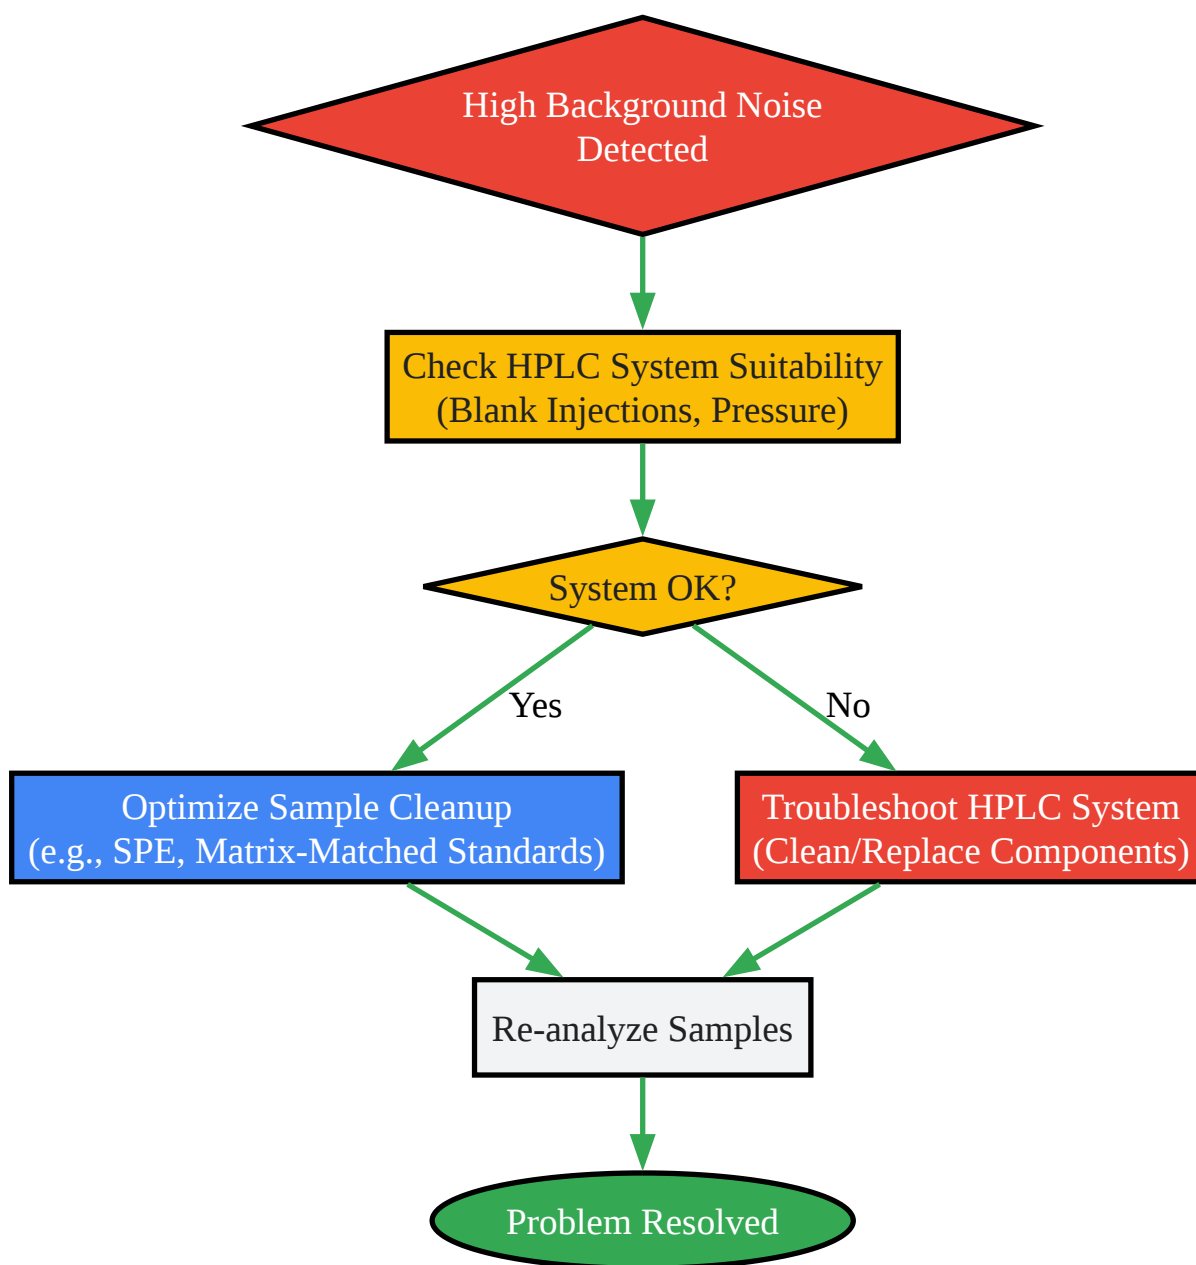 High Background Noise
Detected
Check HPLC System Suitability
(Blank Injections, Pressure)
System OK?
Yes
No
Optimize Sample Cleanup
(e.g., SPE, Matrix-Matched Standards)
Troubleshoot HPLC System
(Clean/Replace Components)
Re-analyze Samples
Problem Resolved